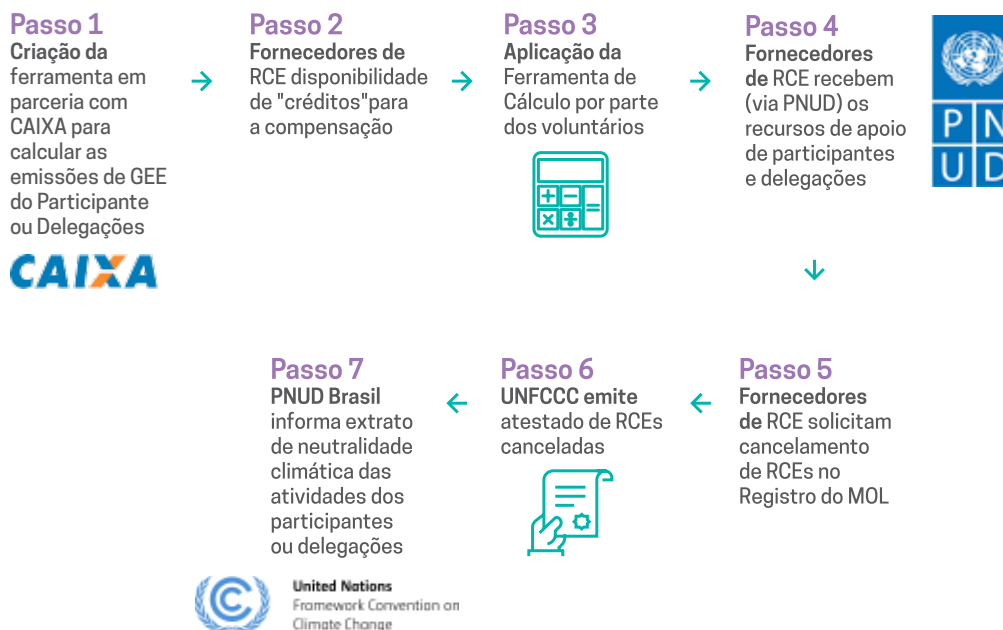 Passo 1
Criação da
ferramenta em
parceria com
CAIXA para
calcular as
emissões de GEE
do Participante
ou Delegações
CAIXA
Passo 2
Fornecedores de
RCE disponibilidade
de "créditos"para
a compensação
Passo 3
Aplicação da
Ferramenta de
Cálculo por parte
dos voluntários
Passo 4
Fornecedores
de RCE recebem
(via PNUD) os
recursos de apoio
de participantes
e delegações
P N
U D
Passo 5
Fornecedores
de RCE solicitam
cancelamento
de RCEs no
Registro do MOL
Passo 6
UNFCCC emite
atestado de RCEs
canceladas
Passo 7
PNUD Brasil
informa extrato
de neutralidade
climática das
atividades dos
participantes
ou delegações
United Nations
Framework Convention on
Climate Change